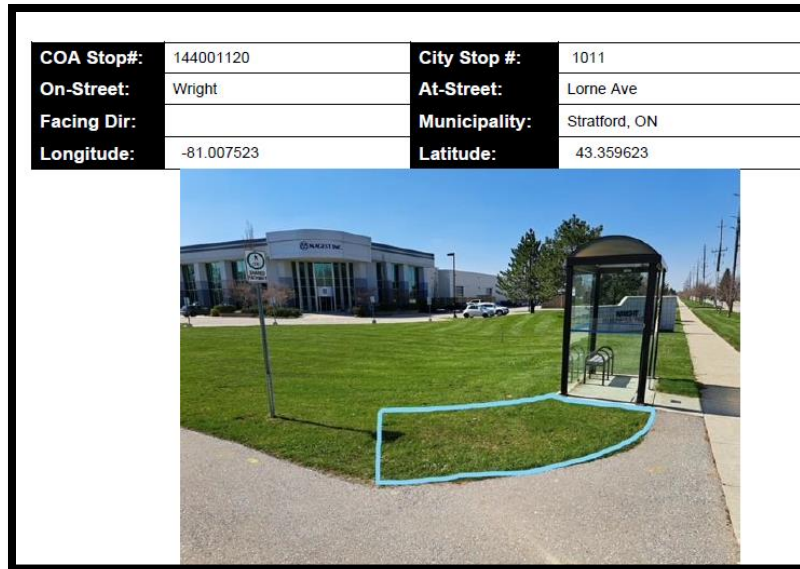 COA Stop#: 144001120 City Stop #: 1011
On-Street: Wright At-Street: Lorne Ave
Facing Dir: Municipality: Stratford, ON
Longitude: -81.007523 Latitude: 43.359623